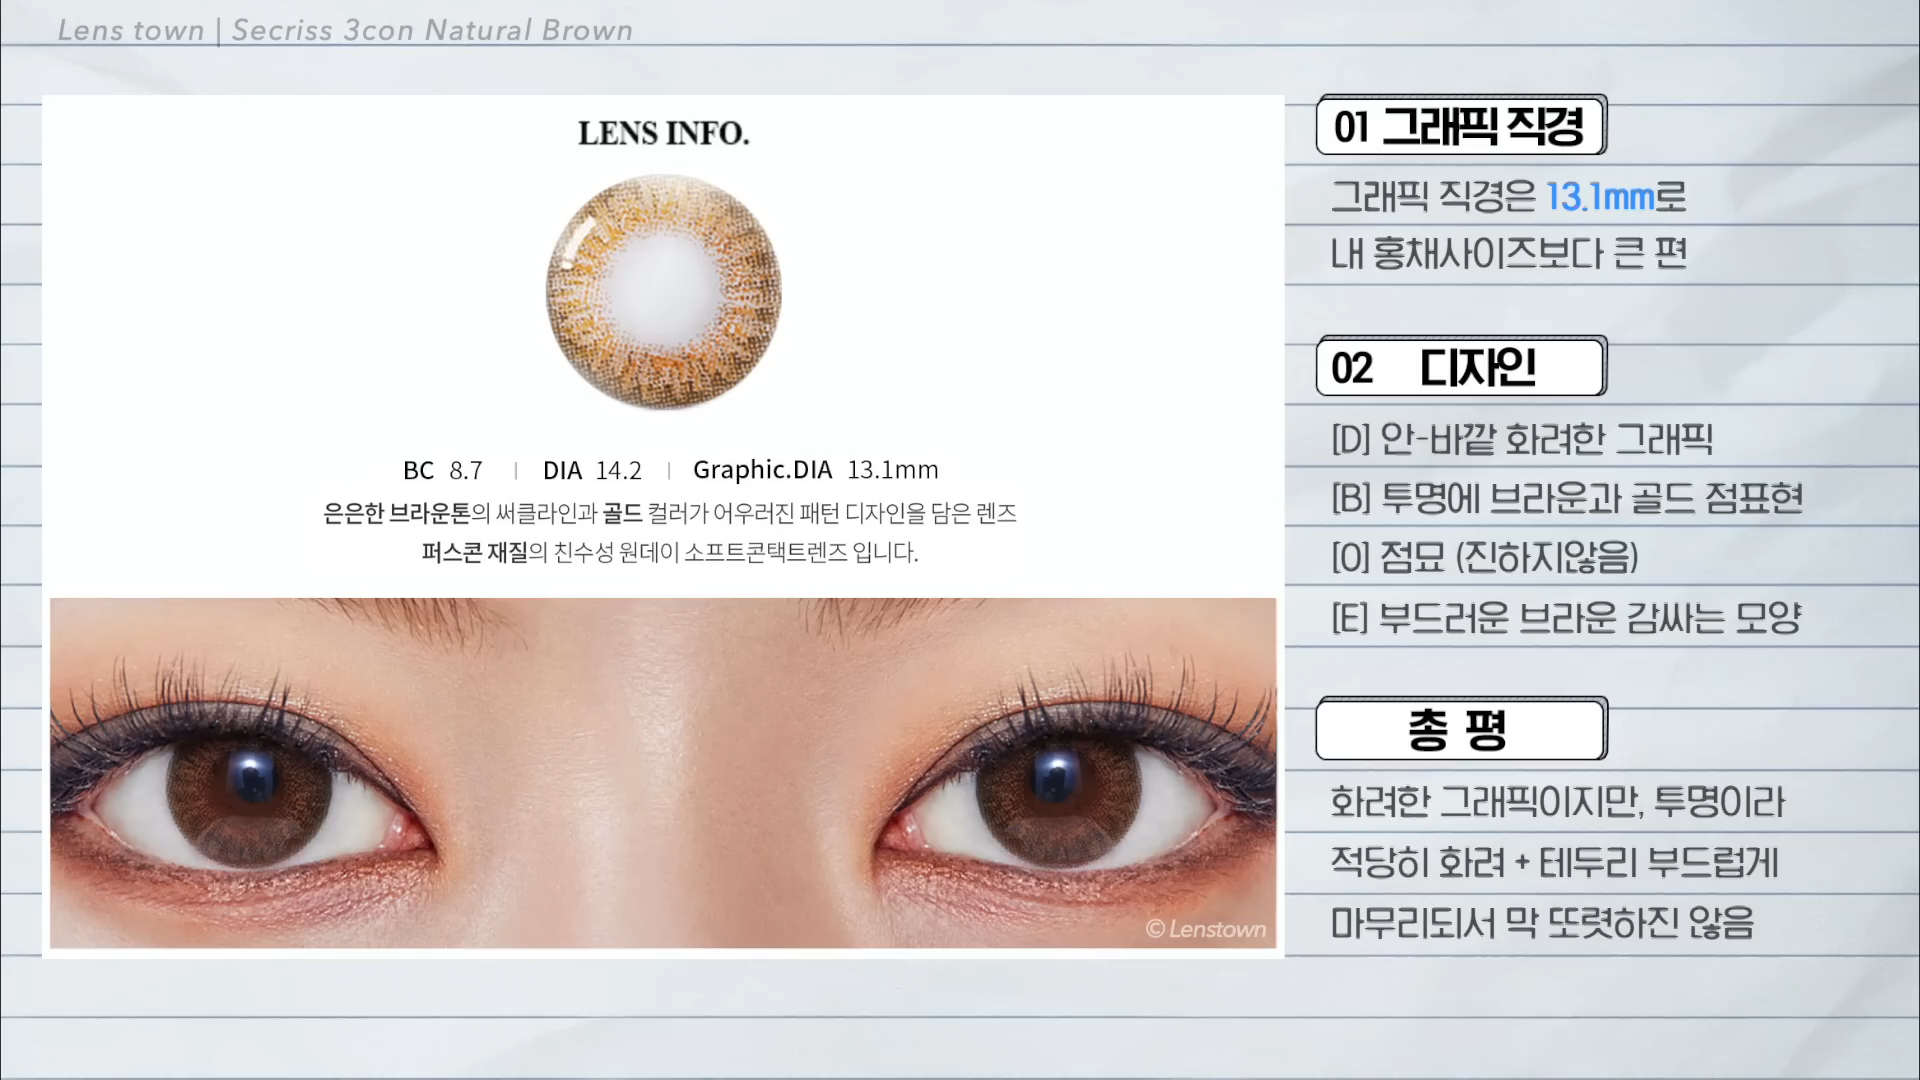 Lens town | Secriss 3con Natural Brown
LENS INFO.
BC 8.7 | DIA 14.2 | Graphic.DIA 13.1mm
은은한 브라운톤의 써클라인과 골드 컬러가 어우러진 패턴 디자인을 담은 렌즈
퍼스콘 재질의 친수성 원데이 소프트콘택트렌즈 입니다.
© Lenstown
01 그래픽 직경
그래픽 직경은 13.1mm로
내 홍채사이즈보다 큰 편
02 디자인
[D] 안-바깥 화려한 그래픽
[B] 투명에 브라운과 골드 점표현
[O] 점묘 (진하지않음)
[E] 부드러운 브라운 감싸는 모양
총 평
화려한 그래픽이지만, 투명이라
적당히 화려 + 테두리 부드럽게
마무리되서 막 또렷하진 않음